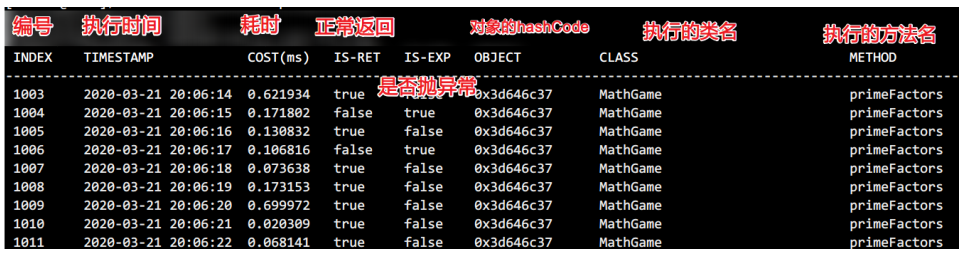 编号 执行时间 耗时 正常返回 对象的hashCode 执行的类名 执行的方法名
INDEX TIMESTAMP COST(ms) IS-RET IS-EXP OBJECT CLASS METHOD
是否抛异常
1003 2020-03-21 20:06:14 0.621934 true 0x3d646c37 MathGame primeFactors
1004 2020-03-21 20:06:15 0.171802 false true 0x3d646c37 MathGame primeFactors
1005 2020-03-21 20:06:16 0.130832 true false 0x3d646c37 MathGame primeFactors
1006 2020-03-21 20:06:17 0.106816 false true 0x3d646c37 MathGame primeFactors
1007 2020-03-21 20:06:18 0.073638 true false 0x3d646c37 MathGame primeFactors
1008 2020-03-21 20:06:19 0.173153 true false 0x3d646c37 MathGame primeFactors
1009 2020-03-21 20:06:20 0.699972 true false 0x3d646c37 MathGame primeFactors
1010 2020-03-21 20:06:21 0.020309 true false 0x3d646c37 MathGame primeFactors
1011 2020-03-21 20:06:22 0.068141 true false 0x3d646c37 MathGame primeFactors